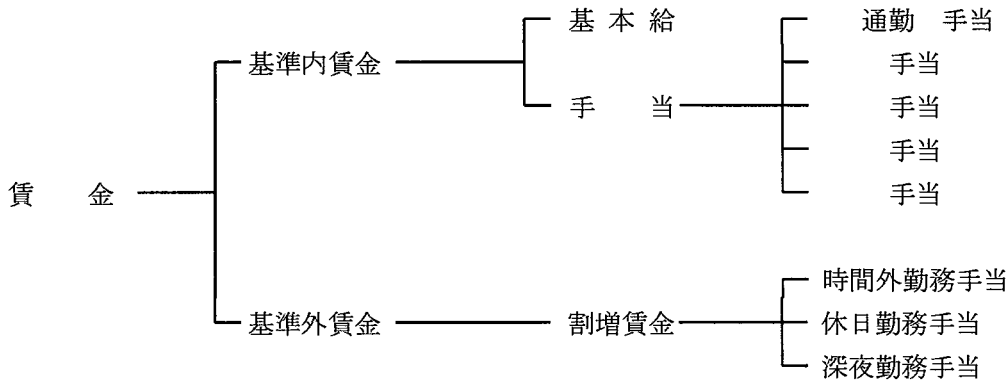 基本給 通勤 手当
基準内賃金 手当
手当 手当
手当
賃金 手当
時間外勤務手当
基準外賃金 割増賃金 休日勤務手当
深夜勤務手当